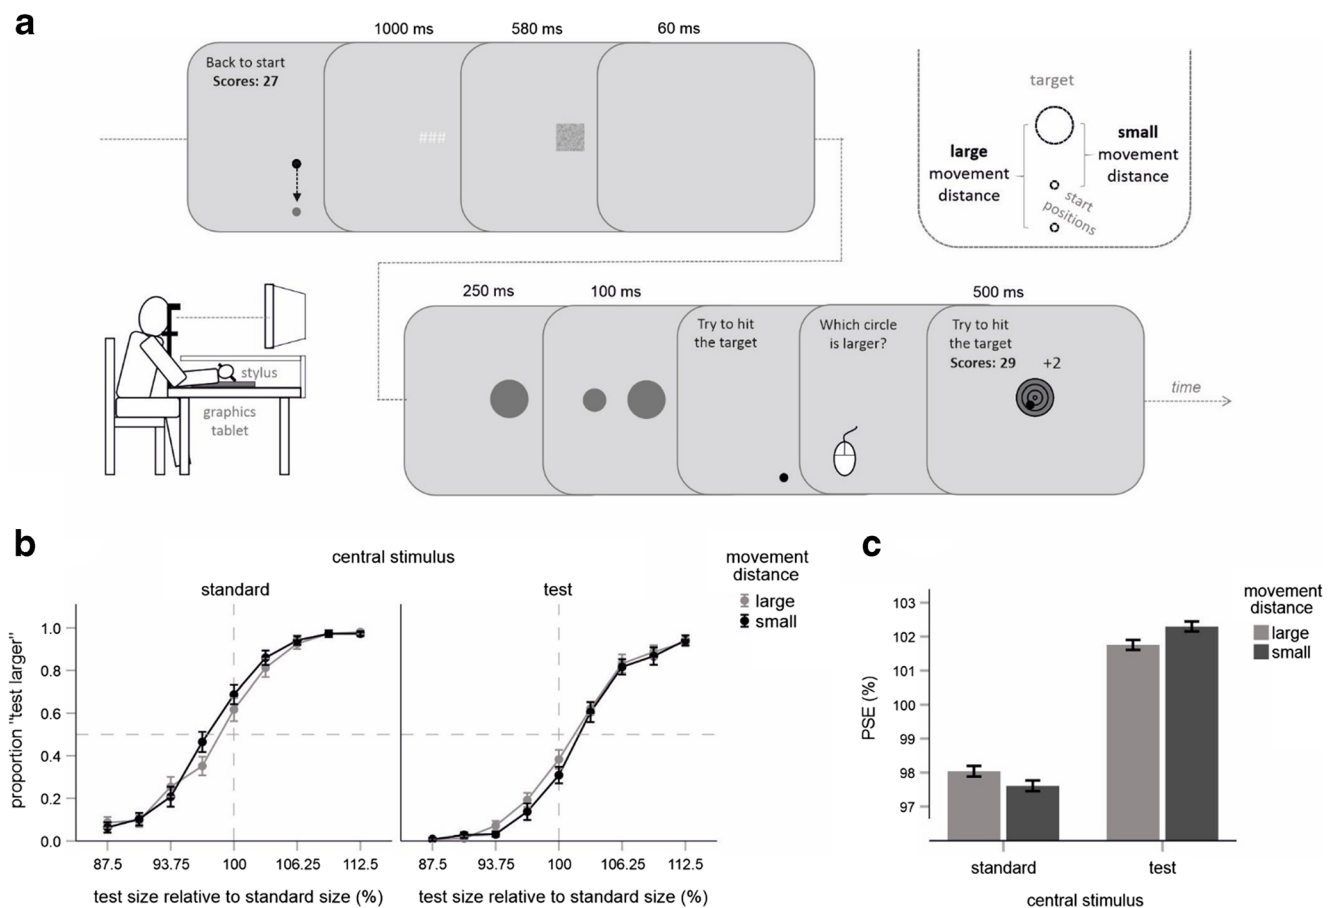 a
1000 ms
580 ms
60 ms
Back to start
Scores: 27
###
target
large
movement
distance
small
movement
distance
start
positions
stylus
graphics
tablet
250 ms
100 ms
500 ms
Try to hit
the target
Which circle
is larger?
Try to hit
the target
Scores: 29
+2
time
b
central stimulus
standard
test
movement
distance
large
small
proportion "test larger"
1.0
0.8
0.6
0.4
0.2
0.0
87.5
93.75
100
106.25
112.5
87.5
93.75
100
106.25
112.5
test size relative to standard size (%)
test size relative to standard size (%)
c
movement
distance
large
small
PSE (%)
103
102
101
100
99
98
97
standard
test
central stimulus